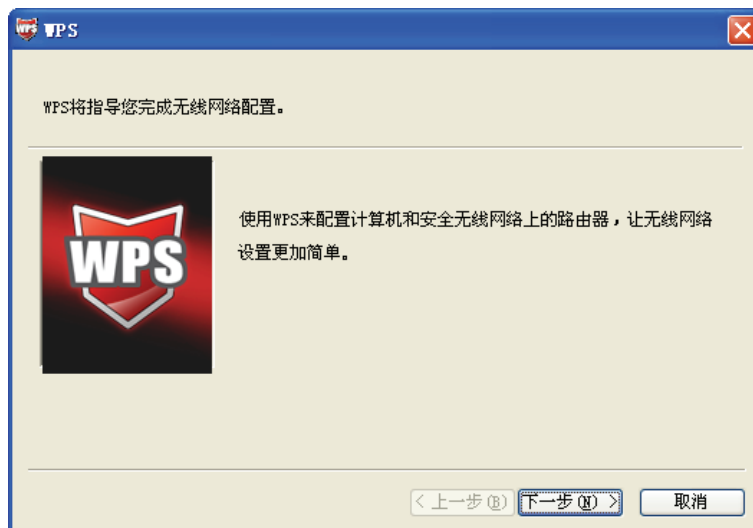 WPS
WPS将指导您完成无线网络配置。
WPS
使用WPS来配置计算机和安全无线网络上的路由器，让无线网络
设置更加简单。
< 上一步(B)
下一步(N) >
取消